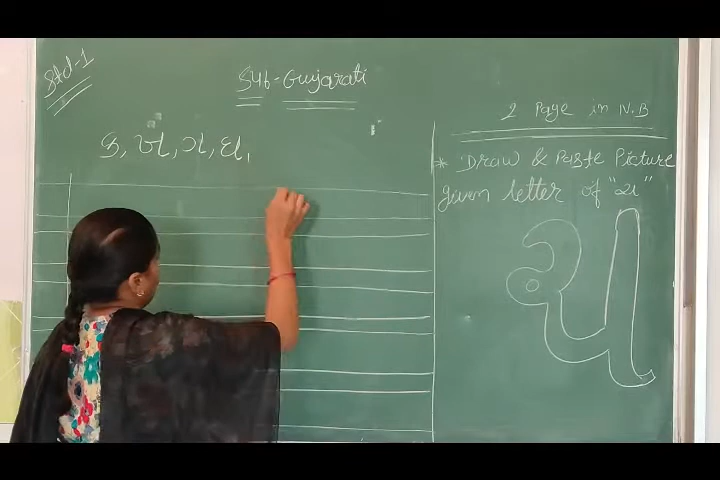 Std-1
Sub-Gujarati
ક, ખ, ગ, ઘ,
2 Page in N.B
* Draw & Paste Picture
given letter of "અ"
અ